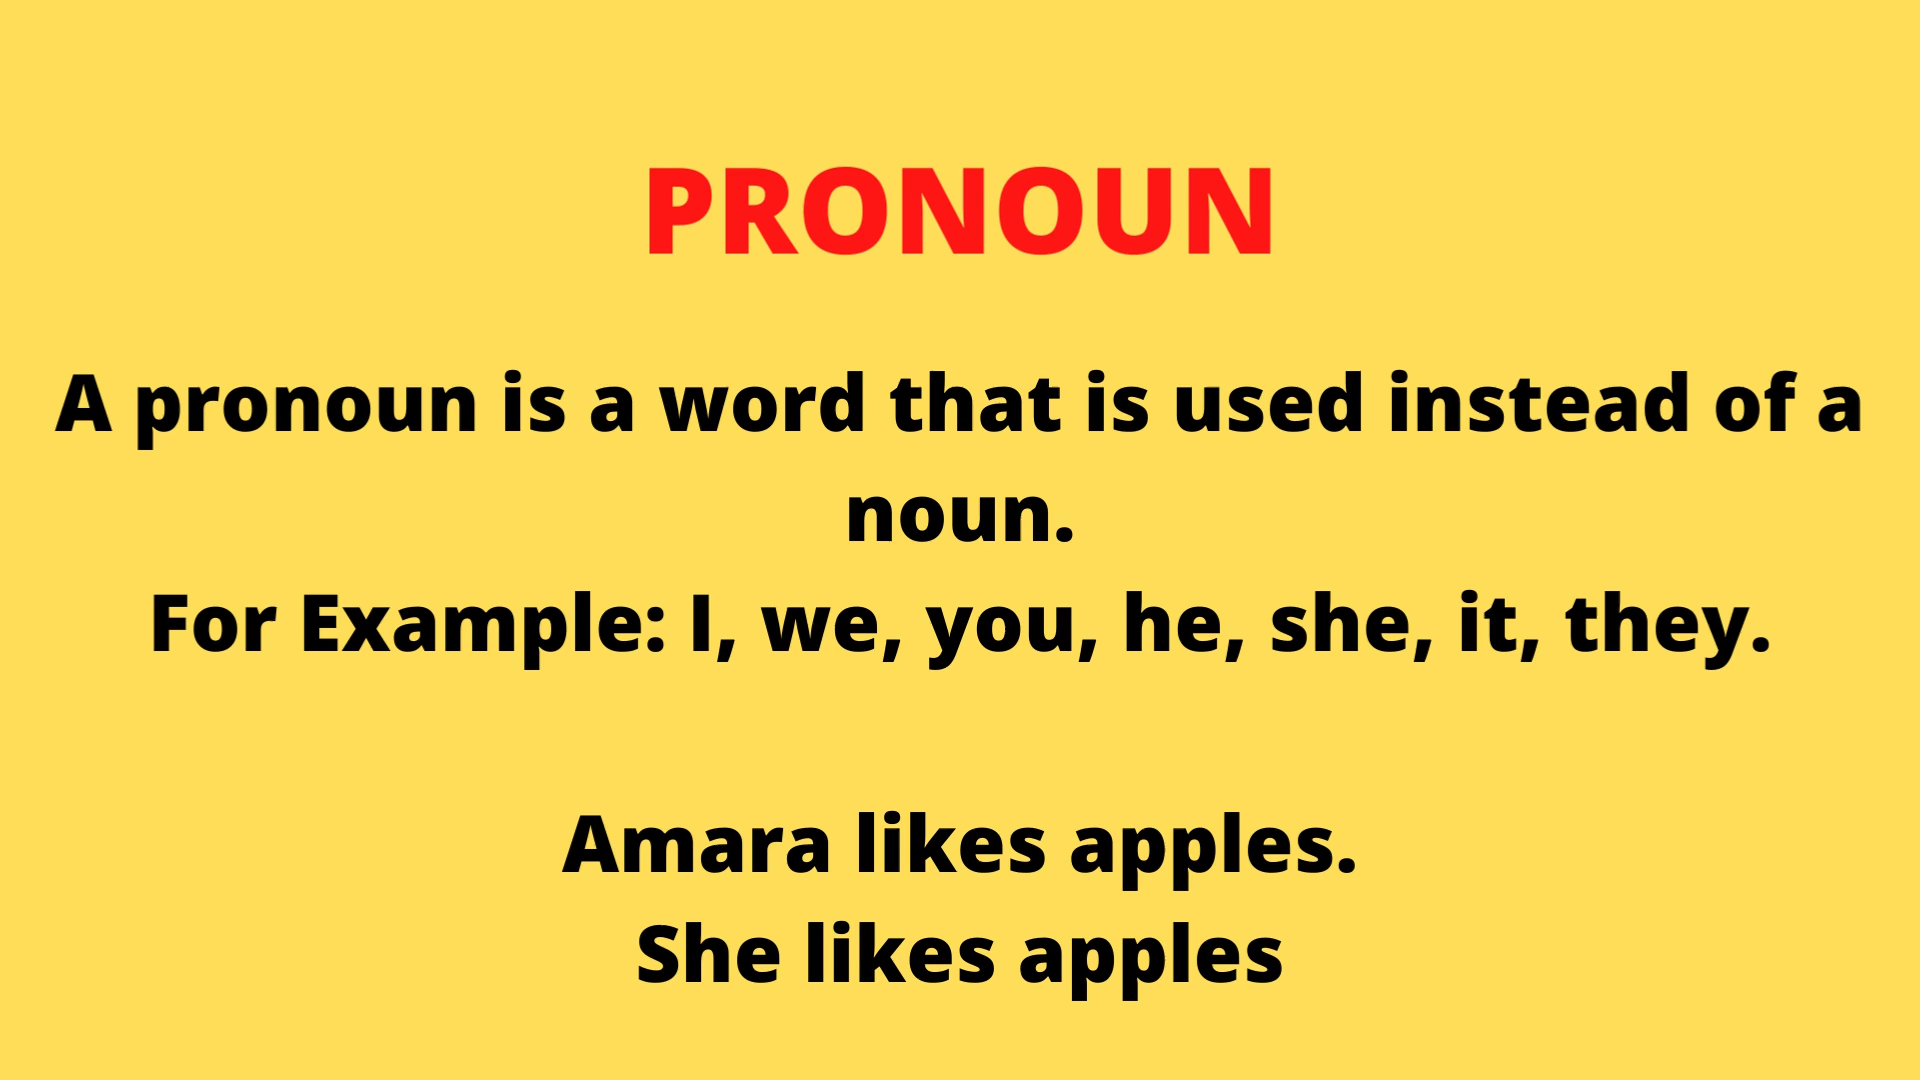 PRONOUN
A pronoun is a word that is used instead of a
noun.
For Example: I, we, you, he, she, it, they.
Amara likes apples.
She likes apples